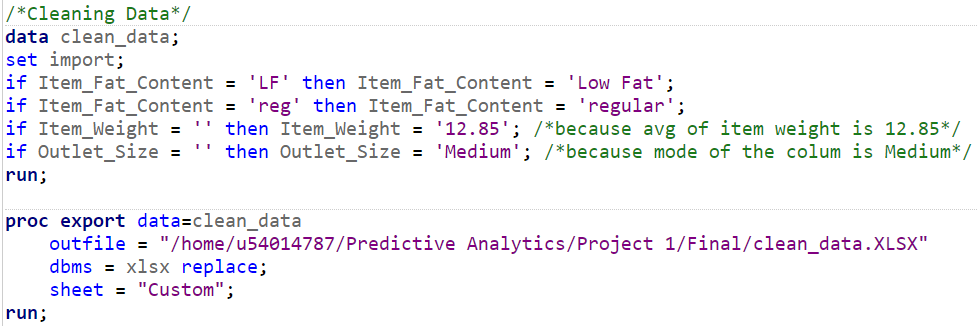 /*Cleaning Data*/
data clean_data;
set import;
if Item_Fat_Content = 'LF' then Item_Fat_Content = 'Low Fat';
if Item_Fat_Content = 'reg' then Item_Fat_Content = 'regular';
if Item_Weight = '' then Item_Weight = '12.85'; /*because avg of item weight is 12.85*/
if Outlet_Size = '' then Outlet_Size = 'Medium'; /*because mode of the colum is Medium*/
run;
proc export data=clean_data
    outfile = "/home/u54014787/Predictive Analytics/Project 1/Final/clean_data.XLSX"
    dbms = xlsx replace;
    sheet = "Custom";
run;